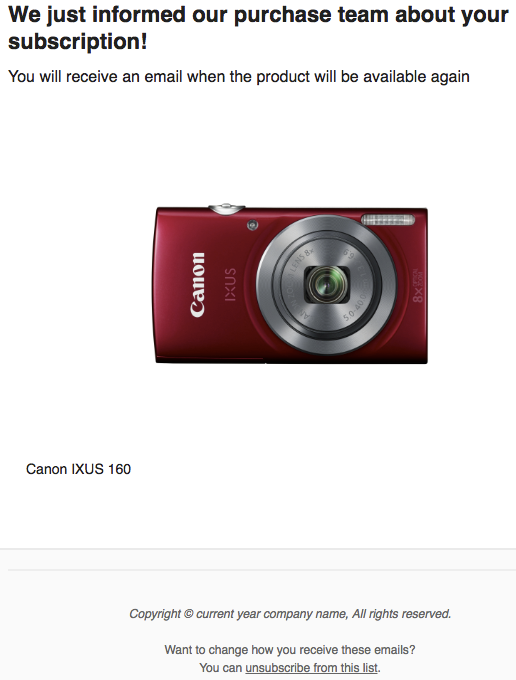 We just informed our purchase team about your
subscription!
You will receive an email when the product will be available again
Canon
IXUS
8x
Canon IXUS 160
Copyright © current year company name, All rights reserved.
Want to change how you receive these emails?
You can unsubscribe from this list.